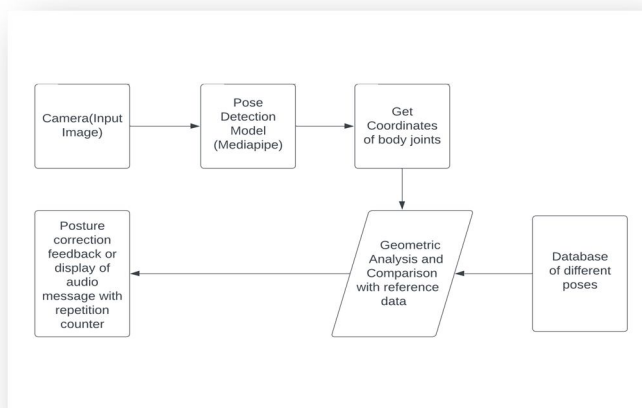 Camera(Input
Image)
Pose
Detection
Model
(Mediapipe)
Get
Coordinates
of body joints
Posture
correction
feedback or
display of
audio
message with
repetition
counter
Geometric
Analysis and
Comparison
with reference
data
Database
of different
poses